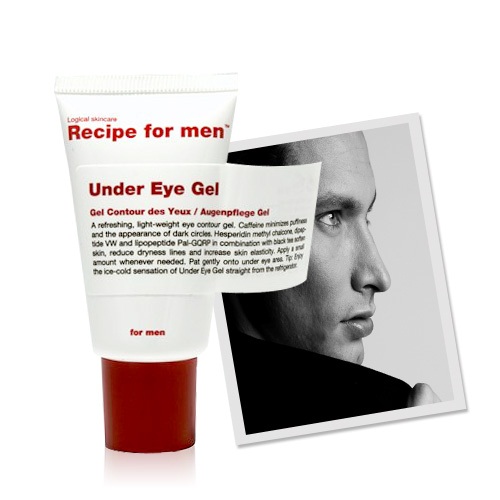 Logical skincare
Recipe for men™
Under Eye Gel
Gel Contour des Yeux / Augenpflege Gel
A refreshing, light-weight eye contour gel. Caffeine minimizes puffiness
and the appearance of dark circles. Hesperidin methyl chalcone, dipep-
tide VW and lipopeptide Pal-GQRP in combination with black tee soften
skin, reduce dryness lines and increase skin elasticity. Apply a small
amount whenever needed. Pat gently onto under eye area. Tip: Enjoy
the ice-cold sensation of Under Eye Gel straight from the refrigerator.
for men